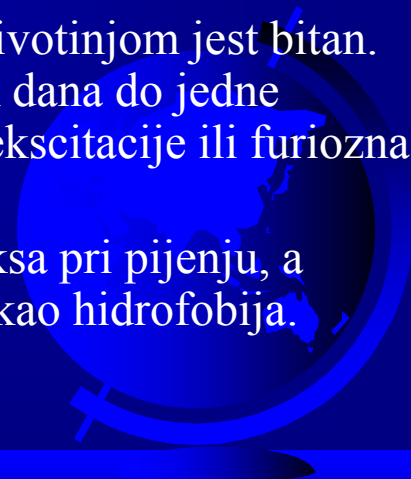 ivotinjom jest bitan.
dana do jedne
ekscitacije ili furiozna
ksa pri pijenju, a
kao hidrofobija.